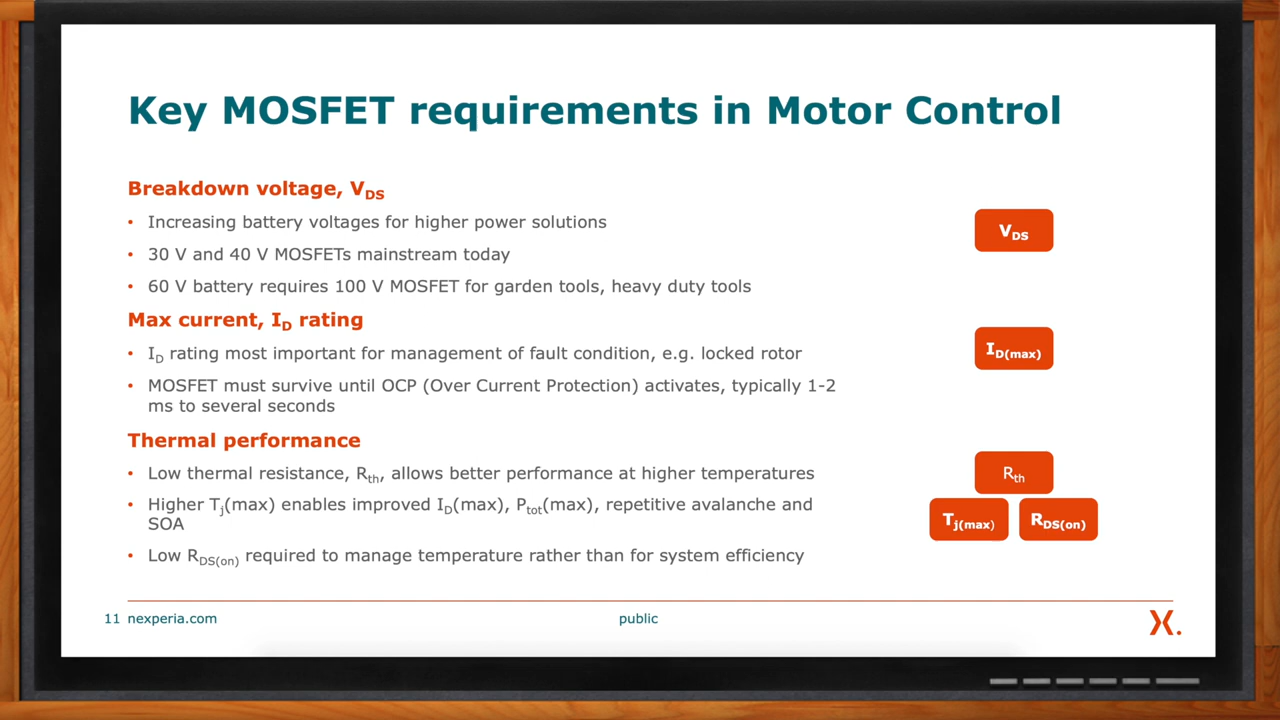 Key MOSFET requirements in Motor Control
Breakdown voltage, VDS
• Increasing battery voltages for higher power solutions
• 30 V and 40 V MOSFETs mainstream today
• 60 V battery requires 100 V MOSFET for garden tools, heavy duty tools
VDS
Max current, ID rating
• ID rating most important for management of fault condition, e.g. locked rotor
• MOSFET must survive until OCP (Over Current Protection) activates, typically 1-2
ms to several seconds
ID(max)
Thermal performance
• Low thermal resistance, Rth, allows better performance at higher temperatures
• Higher Tj(max) enables improved ID(max), Ptot(max), repetitive avalanche and
SOA
• Low RDS(on) required to manage temperature rather than for system efficiency
Rth
Tj(max) RDS(on)
11 nexperia.com public